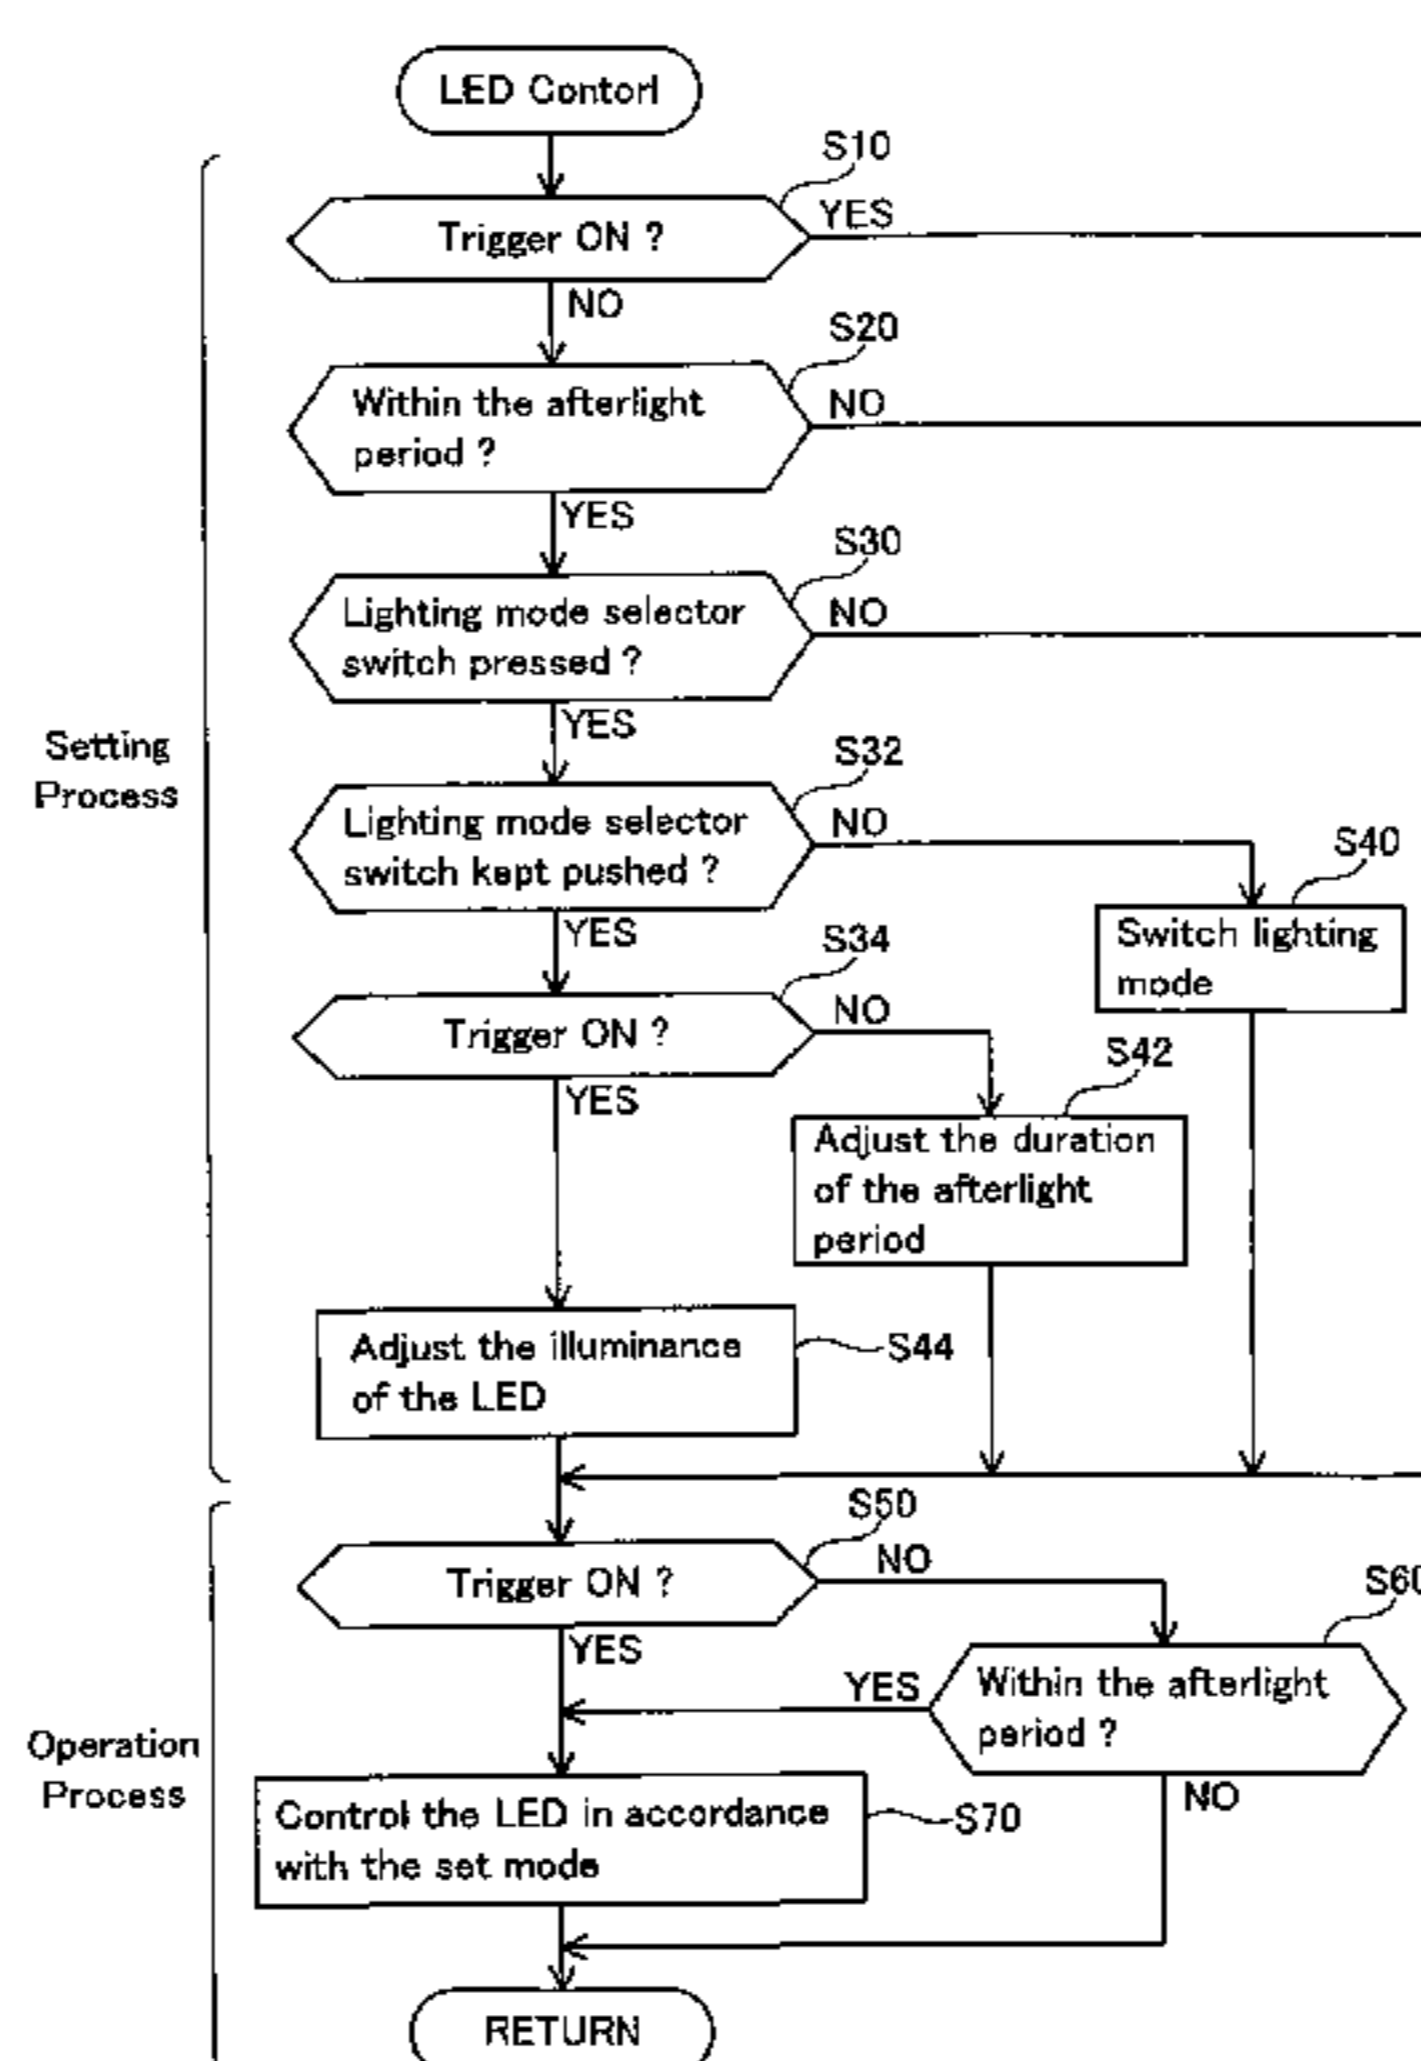 LED Contorl
S10
Trigger ON ?
YES
NO
S20
Within the afterlight
period ?
NO
YES
S30
Lighting mode selector
switch pressed ?
NO
YES
Setting
Process
S32
Lighting mode selector
switch kept pushed ?
NO
YES
S40
Switch lighting
mode
S34
Trigger ON ?
NO
YES
S42
Adjust the duration
of the afterlight
period
Adjust the illuminance
of the LED
S44
S50
Trigger ON ?
NO
YES
S60
Within the afterlight
period ?
YES
NO
Operation
Process
Control the LED in accordance
with the set mode
S70
RETURN